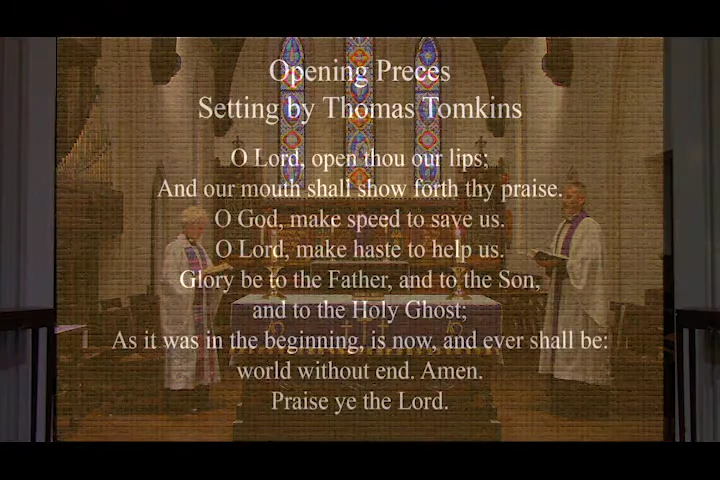 Opening Preces
Setting by Thomas Tomkins
O Lord, open thou our lips;
And our mouth shall show forth thy praise.
O God, make speed to save us.
O Lord, make haste to help us.
Glory be to the Father, and to the Son,
and to the Holy Ghost;
As it was in the beginning, is now, and ever shall be:
world without end. Amen.
Praise ye the Lord.